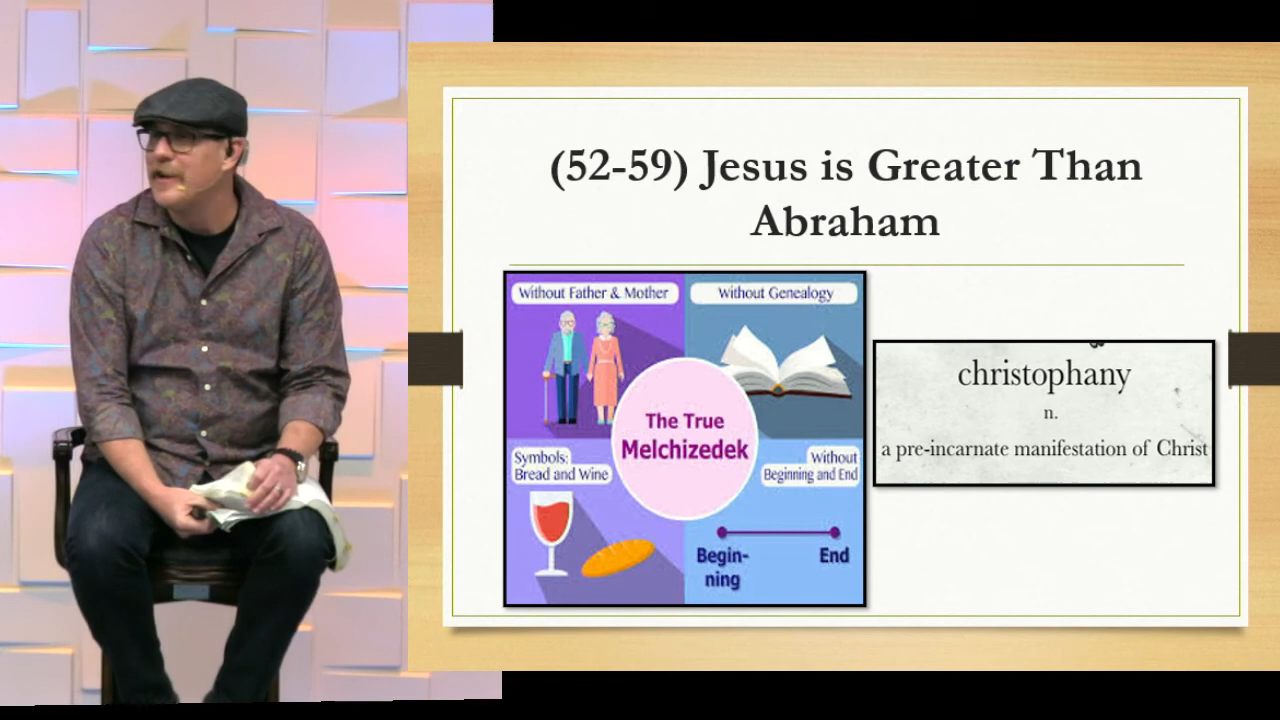 (52-59) Jesus is Greater Than
Abraham
Without Father & Mother
Without Genealogy
The True
Melchizedek
Symbols:
Bread and Wine
Without
Beginning and End
Begin-
ning
End
christophany
n.
a pre-incarnate manifestation of Christ